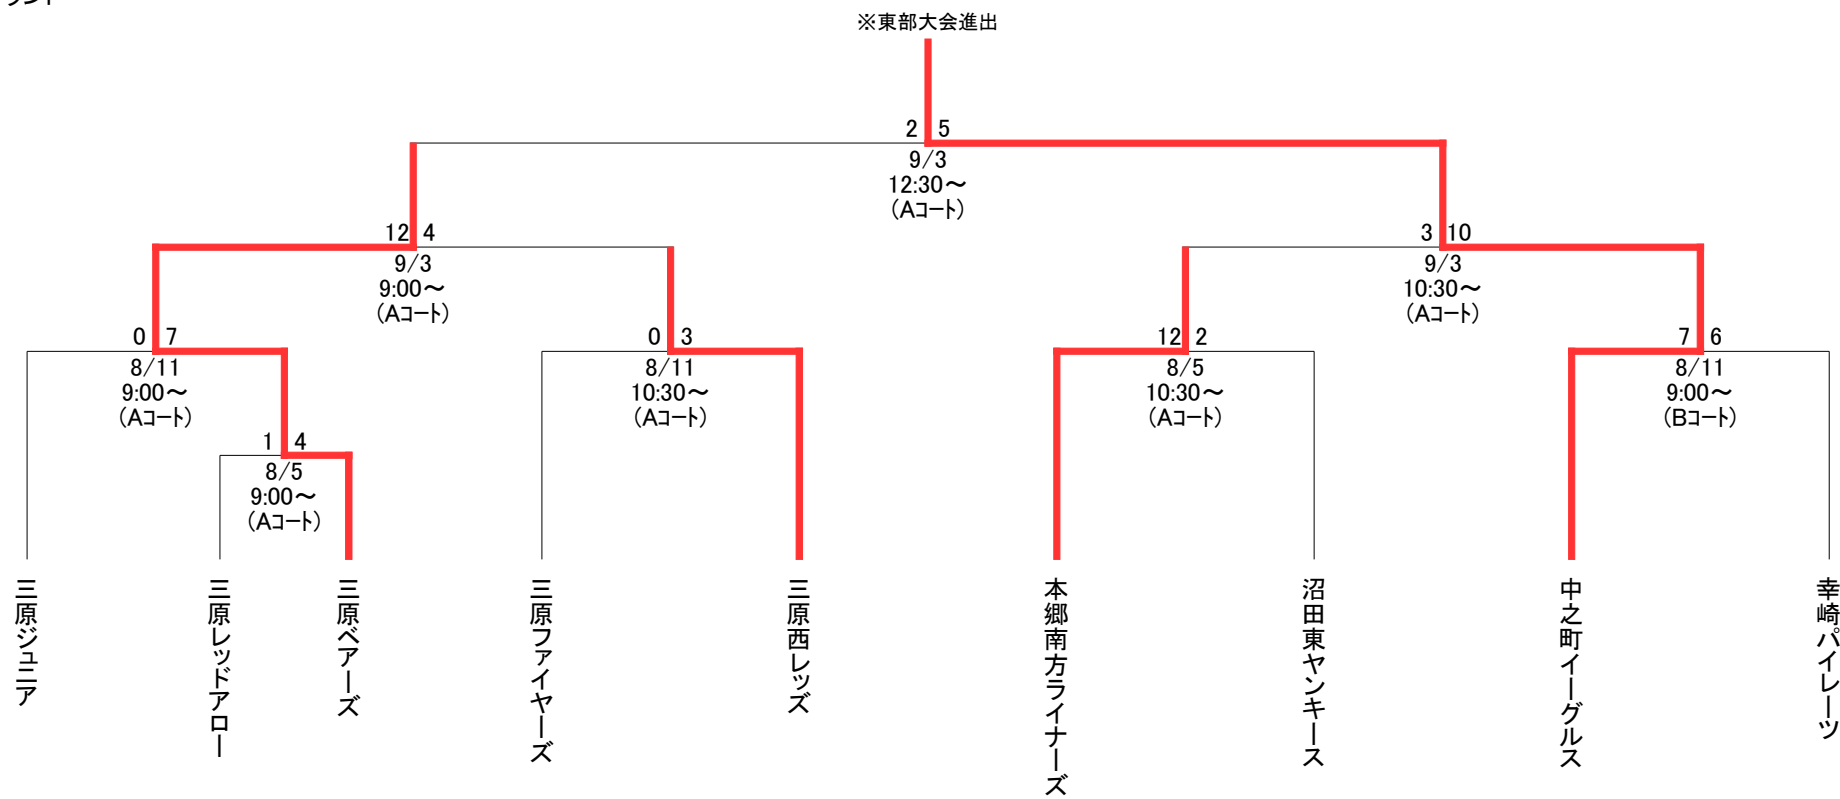 ※東部大会進出
2 5
9/3
12:30～
(Aコート)
12 4
9/3
9:00～
(Aコート)
3 10
9/3
10:30～
(Aコート)
0 7
8/11
9:00～
(Aコート)
0 3
8/11
10:30～
(Aコート)
12 2
8/5
10:30～
(Aコート)
7 6
8/11
9:00～
(Bコート)
1 4
8/5
9:00～
(Aコート)
三原ジュニア
三原レッドアロー
三原ベアーズ
三原ファイヤーズ
三原西レッズ
本郷南方ライナーズ
沼田東ヤンキース
中之町イーグルス
幸崎パイレーツ